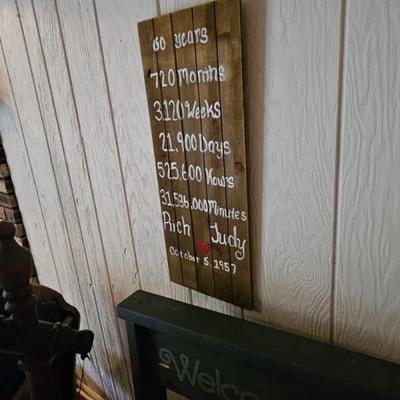 60 Years
720 Months
3,120 Weeks
21,900 Days
525,600 Hours
31,536,000 Minutes
Rich Judy
October 5, 1957